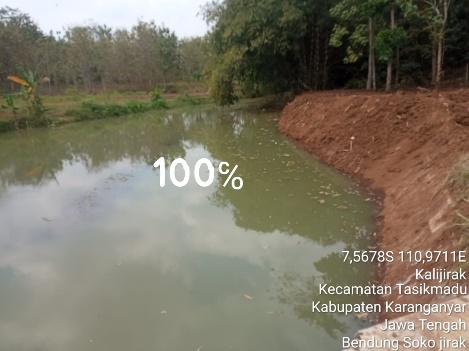 100%
7,5678S 110,9711E
Kalijirak
Kecamatan Tasikmadu
Kabupaten Karanganyar
Jawa Tengah
Bendung Soko jirak